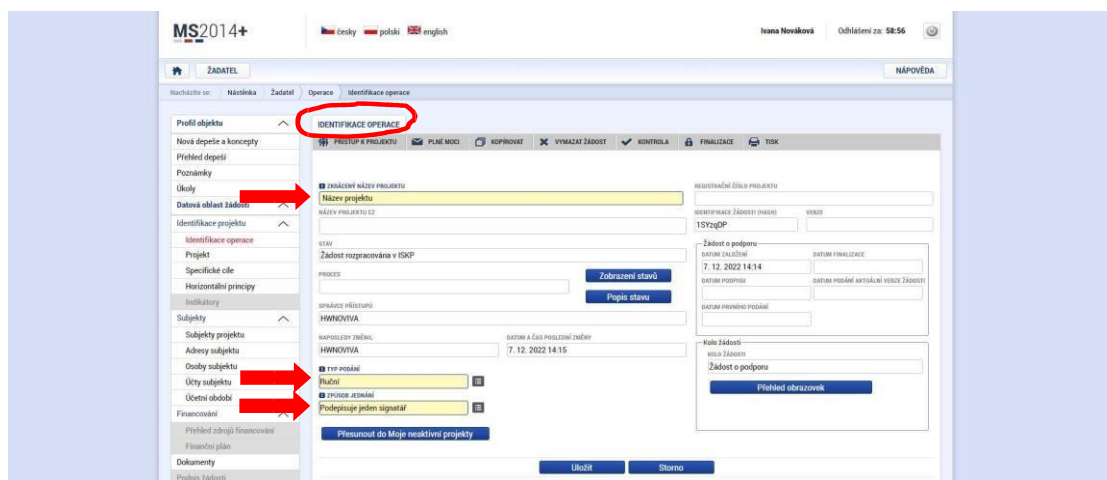 MS2014+ česky polski english Ivana Nováková Odhlášení za: 58:56
ŽADATEL NÁPOVĚDA
Nacházíte se: Nástěnka Žadatel Operace Identifikace operace
Profil objektu
Nová depeše a koncepty
Přehled depeší
Poznámky
Úkoly
Datová oblast žádosti
Identifikace projektu
Identifikace operace
Projekt
Specifické cíle
Horizontální principy
Indikátory
Subjekty
Subjekty projektu
Adresy subjektu
Osoby subjektu
Účty subjektu
Účetní období
Financování
Přehled zdrojů financování
Finanční plán
Dokumenty
Podpis žádosti
IDENTIFIKACE OPERACE
PŘÍSTUP K PROJEKTU PLNÉ MOCI KOPÍROVAT VYMAZAT ŽÁDOST KONTROLA FINALIZACE TISK
ZKRÁCENÝ NÁZEV PROJEKTU
Název projektu
NÁZEV PROJEKTU CZ
STAV
Žádost rozpracována v ISKP
PROCES
Zobrazení stavů
Popis stavu
SPRÁVCE PŘÍSTUPŮ
HWNOVIVA
NAPOSLEDY ZMĚNIL DATUM A ČAS POSLEDNÍ ZMĚNY
HWNOVIVA 7. 12. 2022 14:15
TYP PODÁNÍ
Ruční
ZPŮSOB JEDNÁNÍ
Podepisuje jeden signatář
Přesunout do Moje neaktivní projekty
REGISTRAČNÍ ČÍSLO PROJEKTU
IDENTIFIKACE ŽÁDOSTI (HASH) VERZE
1SYzqDP
Žádost o podporu
DATUM ZALOŽENÍ DATUM FINALIZACE
7. 12. 2022 14:14
DATUM PODPISU DATUM PODÁNÍ AKTUÁLNÍ VERZE ŽÁDOSTI
DATUM PRVNÍHO PODÁNÍ
Kolo žádosti
KOLO ŽÁDOSTI
Žádost o podporu
Přehled obrazovek
Uložit Storno